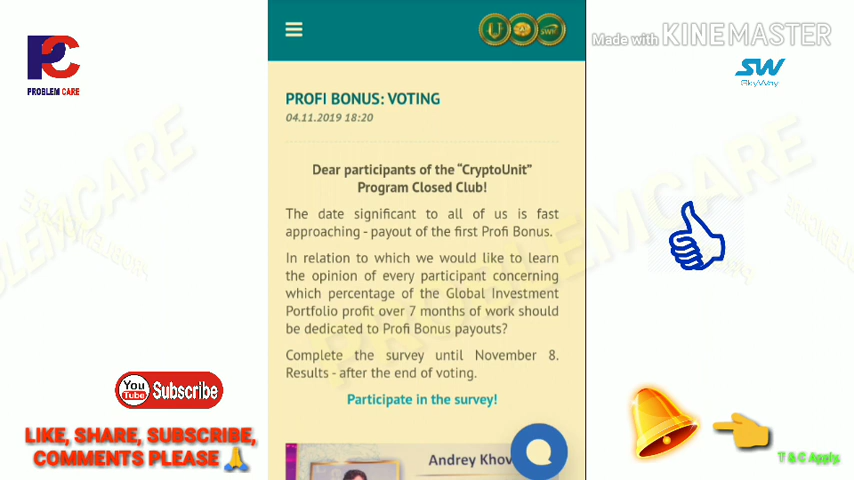 Made with KINEMASTER
PC
PROBLEM CARE
SW
SkyWay
U
SWF
PROFI BONUS: VOTING
04.11.2019 18:20
Dear participants of the “CryptoUnit”
Program Closed Club!
The date significant to all of us is fast
approaching - payout of the first Profi Bonus.
In relation to which we would like to learn
the opinion of every participant concerning
which percentage of the Global Investment
Portfolio profit over 7 months of work should
be dedicated to Profi Bonus payouts?
Complete the survey until November 8.
Results - after the end of voting.
Participate in the survey!
Andrey Khov
You Tube Subscribe
LIKE, SHARE, SUBSCRIBE,
COMMENTS PLEASE
T & C Apply
PROBLEMCARE